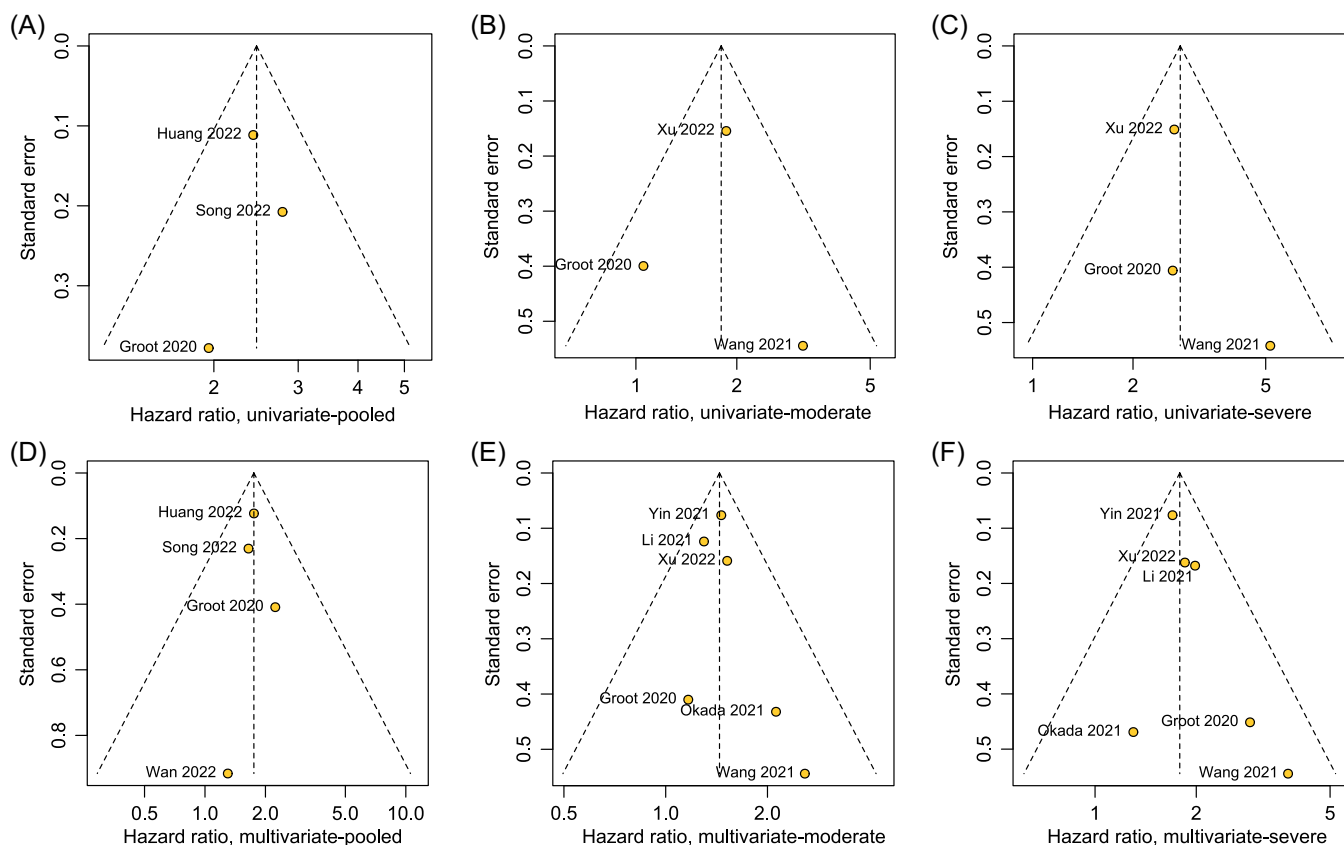 (A)
0.0
0.1
0.2
0.3
Standard error
Huang 2022
Song 2022
Groot 2020
2 3 4 5
Hazard ratio, univariate-pooled
(B)
0.0
0.1
0.2
0.3
0.4
0.5
Standard error
Xu 2022
Groot 2020
Wang 2021
1 2 5
Hazard ratio, univariate-moderate
(C)
0.0
0.1
0.2
0.3
0.4
0.5
Standard error
Xu 2022
Groot 2020
Wang 2021
1 2 5
Hazard ratio, univariate-severe
(D)
0.0
0.2
0.4
0.6
0.8
Standard error
Huang 2022
Song 2022
Groot 2020
Wan 2022
0.5 1.0 2.0 5.0 10.0
Hazard ratio, multivariate-pooled
(E)
0.0
0.1
0.2
0.3
0.4
0.5
Standard error
Yin 2021
Li 2021
Xu 2022
Groot 2020
Okada 2021
Wang 2021
0.5 1.0 2.0
Hazard ratio, multivariate-moderate
(F)
0.0
0.1
0.2
0.3
0.4
0.5
Standard error
Yin 2021
Xu 2022
Li 2021
Groot 2020
Okada 2021
Wang 2021
1 2 5
Hazard ratio, multivariate-severe